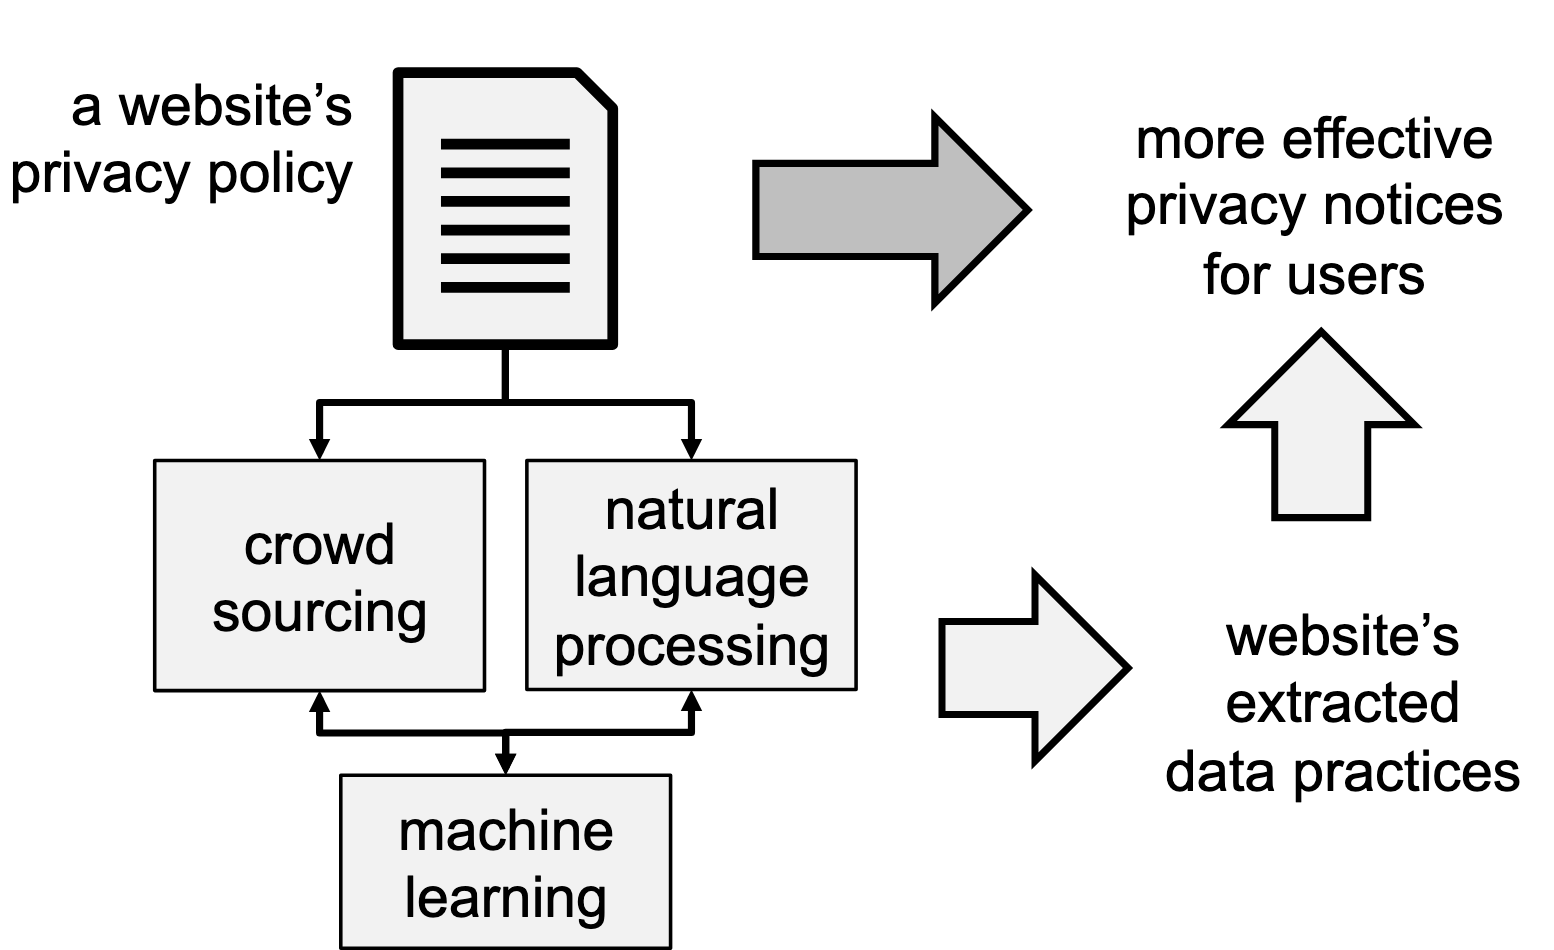 a website’s
privacy policy
more effective
privacy notices
for users
crowd
sourcing
natural
language
processing
machine
learning
website’s
extracted
data practices